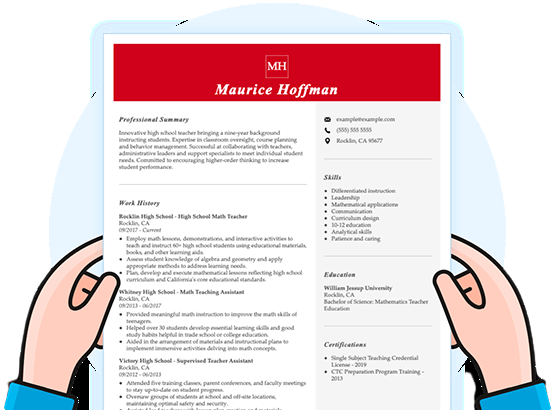 MH
Maurice Hoffman
Professional Summary
Innovative high school teacher bringing a nine-year background
instructing students. Expertise in classroom oversight, course planning
and behavior management. Successful at collaborating with teachers,
administrative leaders and support specialists to meet individual student
needs. Committed to encouraging higher-order thinking to increase
student performance.
Work History
Rocklin High School - High School Math Teacher
Rocklin, CA
09/2017 - Current
• Employ math lessons, demonstrations, and interactive activities to
teach and instruct 60+ high school students using educational materials,
books, and other learning aids.
• Assess student knowledge of algebra and geometry and apply
appropriate methods to address learning needs.
• Plan, develop and execute mathematical lessons reflecting high school
curriculum and California's core educational standards.
Whitney High School - Math Teaching Assistant
Rocklin, CA
09/2013 - 06/2017
• Provided meaningful math instruction to improve the math skills of
teenagers.
• Helped over 30 students develop essential learning skills and good
study habits helpful in trade school or college education.
• Aided in the arrangement of materials and instructional plans to
implement immersive activities delving into math concepts.
Victory High School - Supervised Teacher Assistant
Rocklin, CA
09/2012 - 06/2013
• Attended five training classes, parent conferences, and faculty meetings
to stay up-to-date on student progress.
• Oversaw groups of students at school and off-site locations,
maintaining optimal safety and security.
example@example.com
(555) 555 5555
Rocklin, CA 95677
Skills
• Differentiated instruction
• Leadership
• Mathematical applications
• Communication
• Curriculum design
• 10-12 education
• Analytical skills
• Patience and caring
Education
William Jessup University
Rocklin, CA
Bachelor of Science: Mathematics Teacher
Education
Certifications
• Single Subject Teaching Credential
License - 2019
• CTC Preparation Program Training -
2013